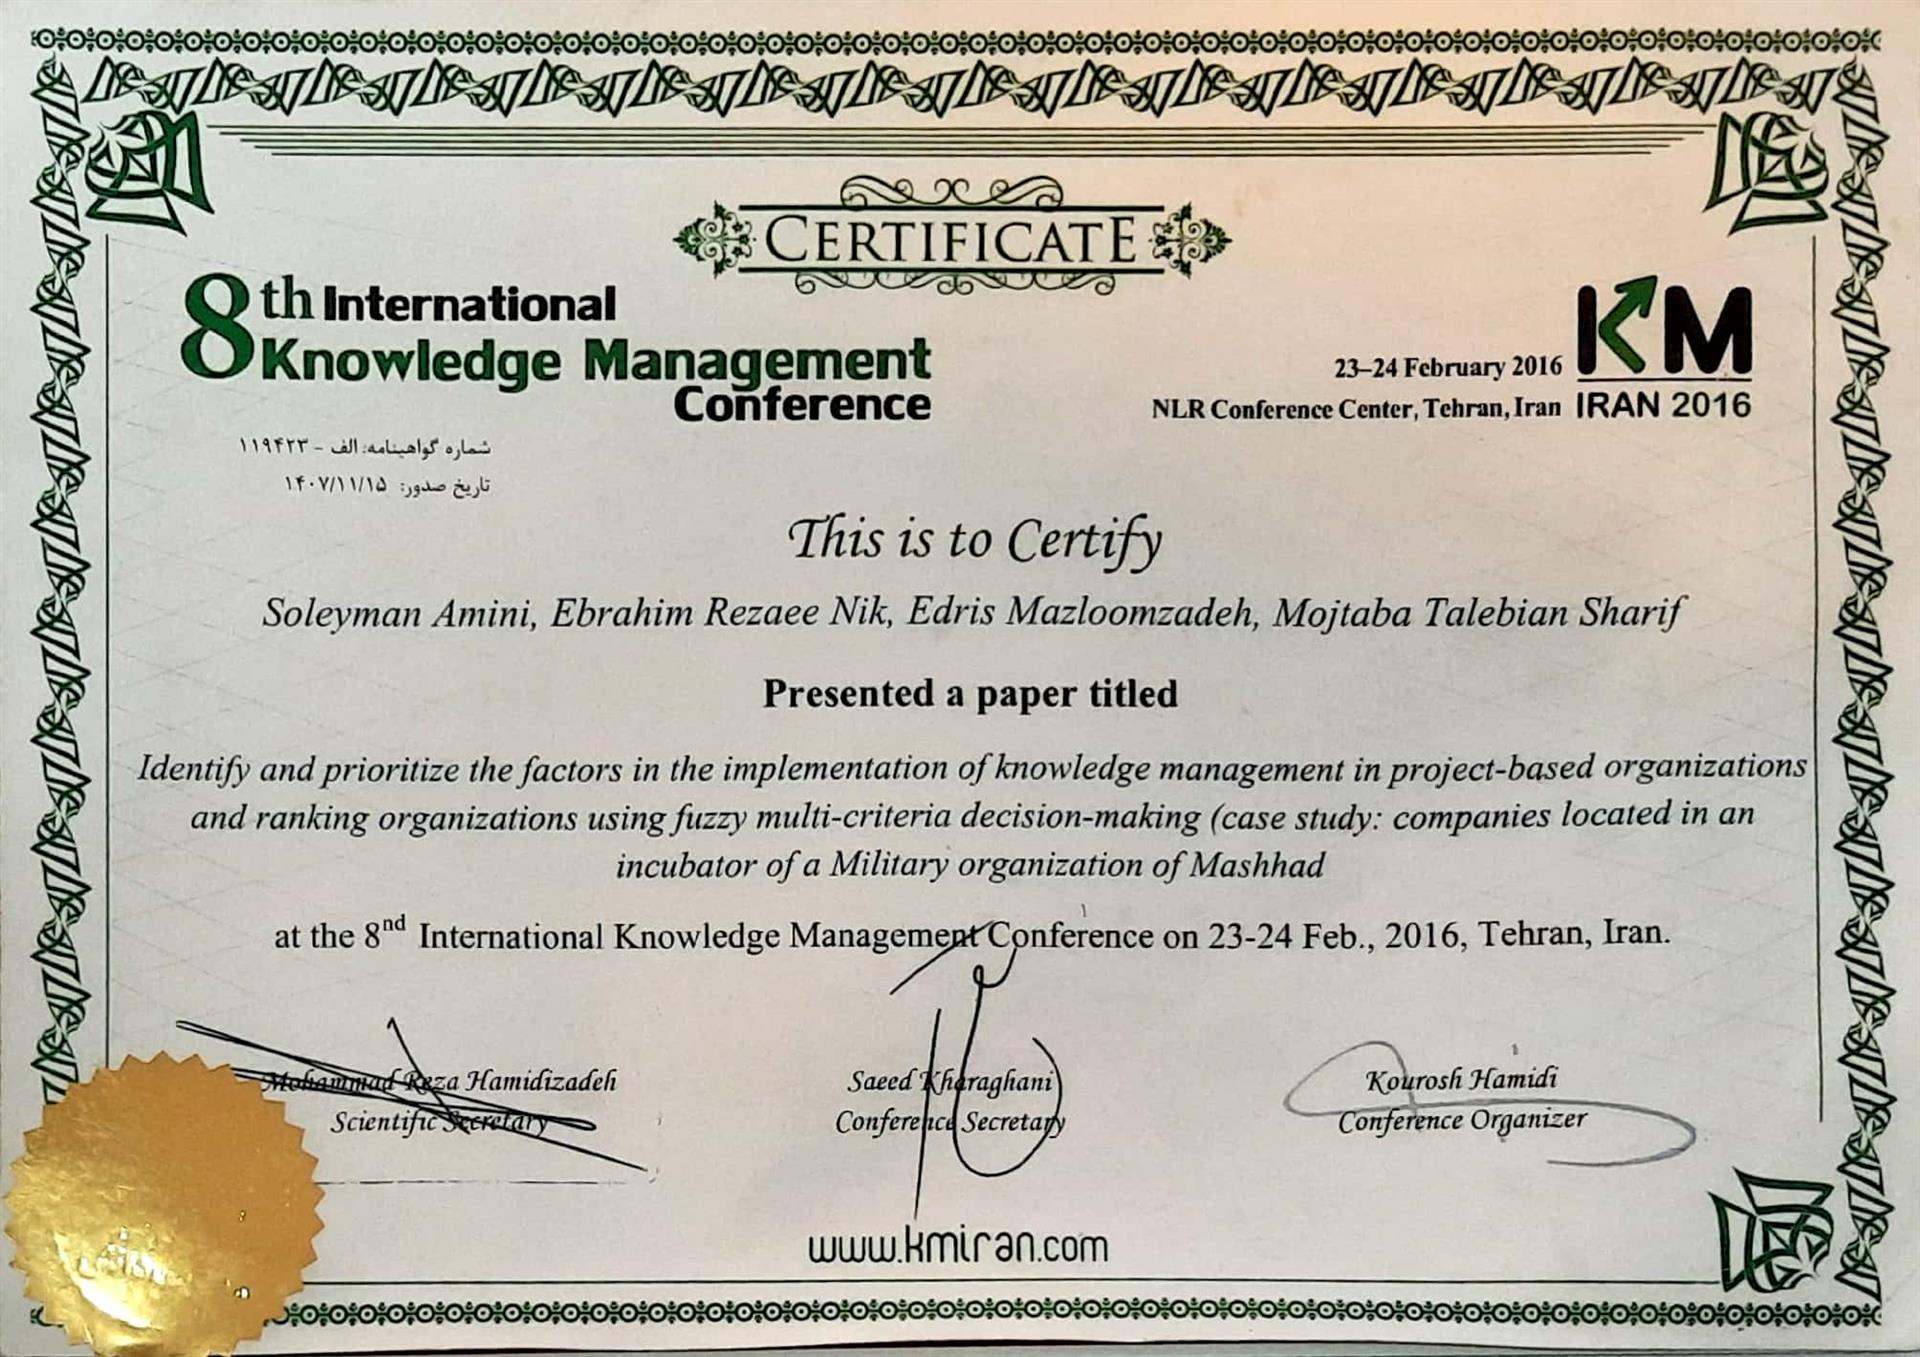 CERTIFICATE
8th International
Knowledge Management
Conference
KM
23–24 February 2016
NLR Conference Center, Tehran, Iran
IRAN 2016
شماره گواهینامه: الف - ۱۱۹۴۲۳
تاریخ صدور: ۱۴۰۷/۱۱/۱۵
This is to Certify
Soleyman Amini, Ebrahim Rezaee Nik, Edris Mazloomzadeh, Mojtaba Talebian Sharif
Presented a paper titled
Identify and prioritize the factors in the implementation of knowledge management in project-based organizations
and ranking organizations using fuzzy multi-criteria decision-making (case study: companies located in an
incubator of a Military organization of Mashhad
at the 8nd International Knowledge Management Conference on 23-24 Feb., 2016, Tehran, Iran.
Mohammad Reza Hamidizadeh
Scientific Secretary
Saeed Kharaghani
Conference Secretary
Kourosh Hamidi
Conference Organizer
www.kmiran.com